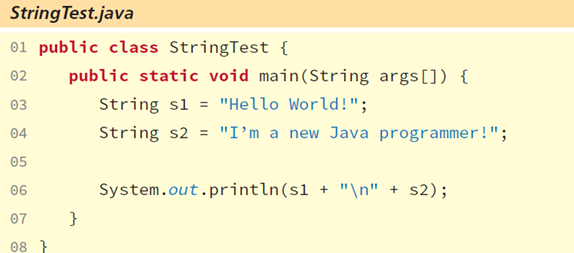 StringTest.java
01 public class StringTest {
02    public static void main(String args[]) {
03       String s1 = "Hello World!";
04       String s2 = "I’m a new Java programmer!";
05
06       System.out.println(s1 + "\n" + s2);
07    }
08 }